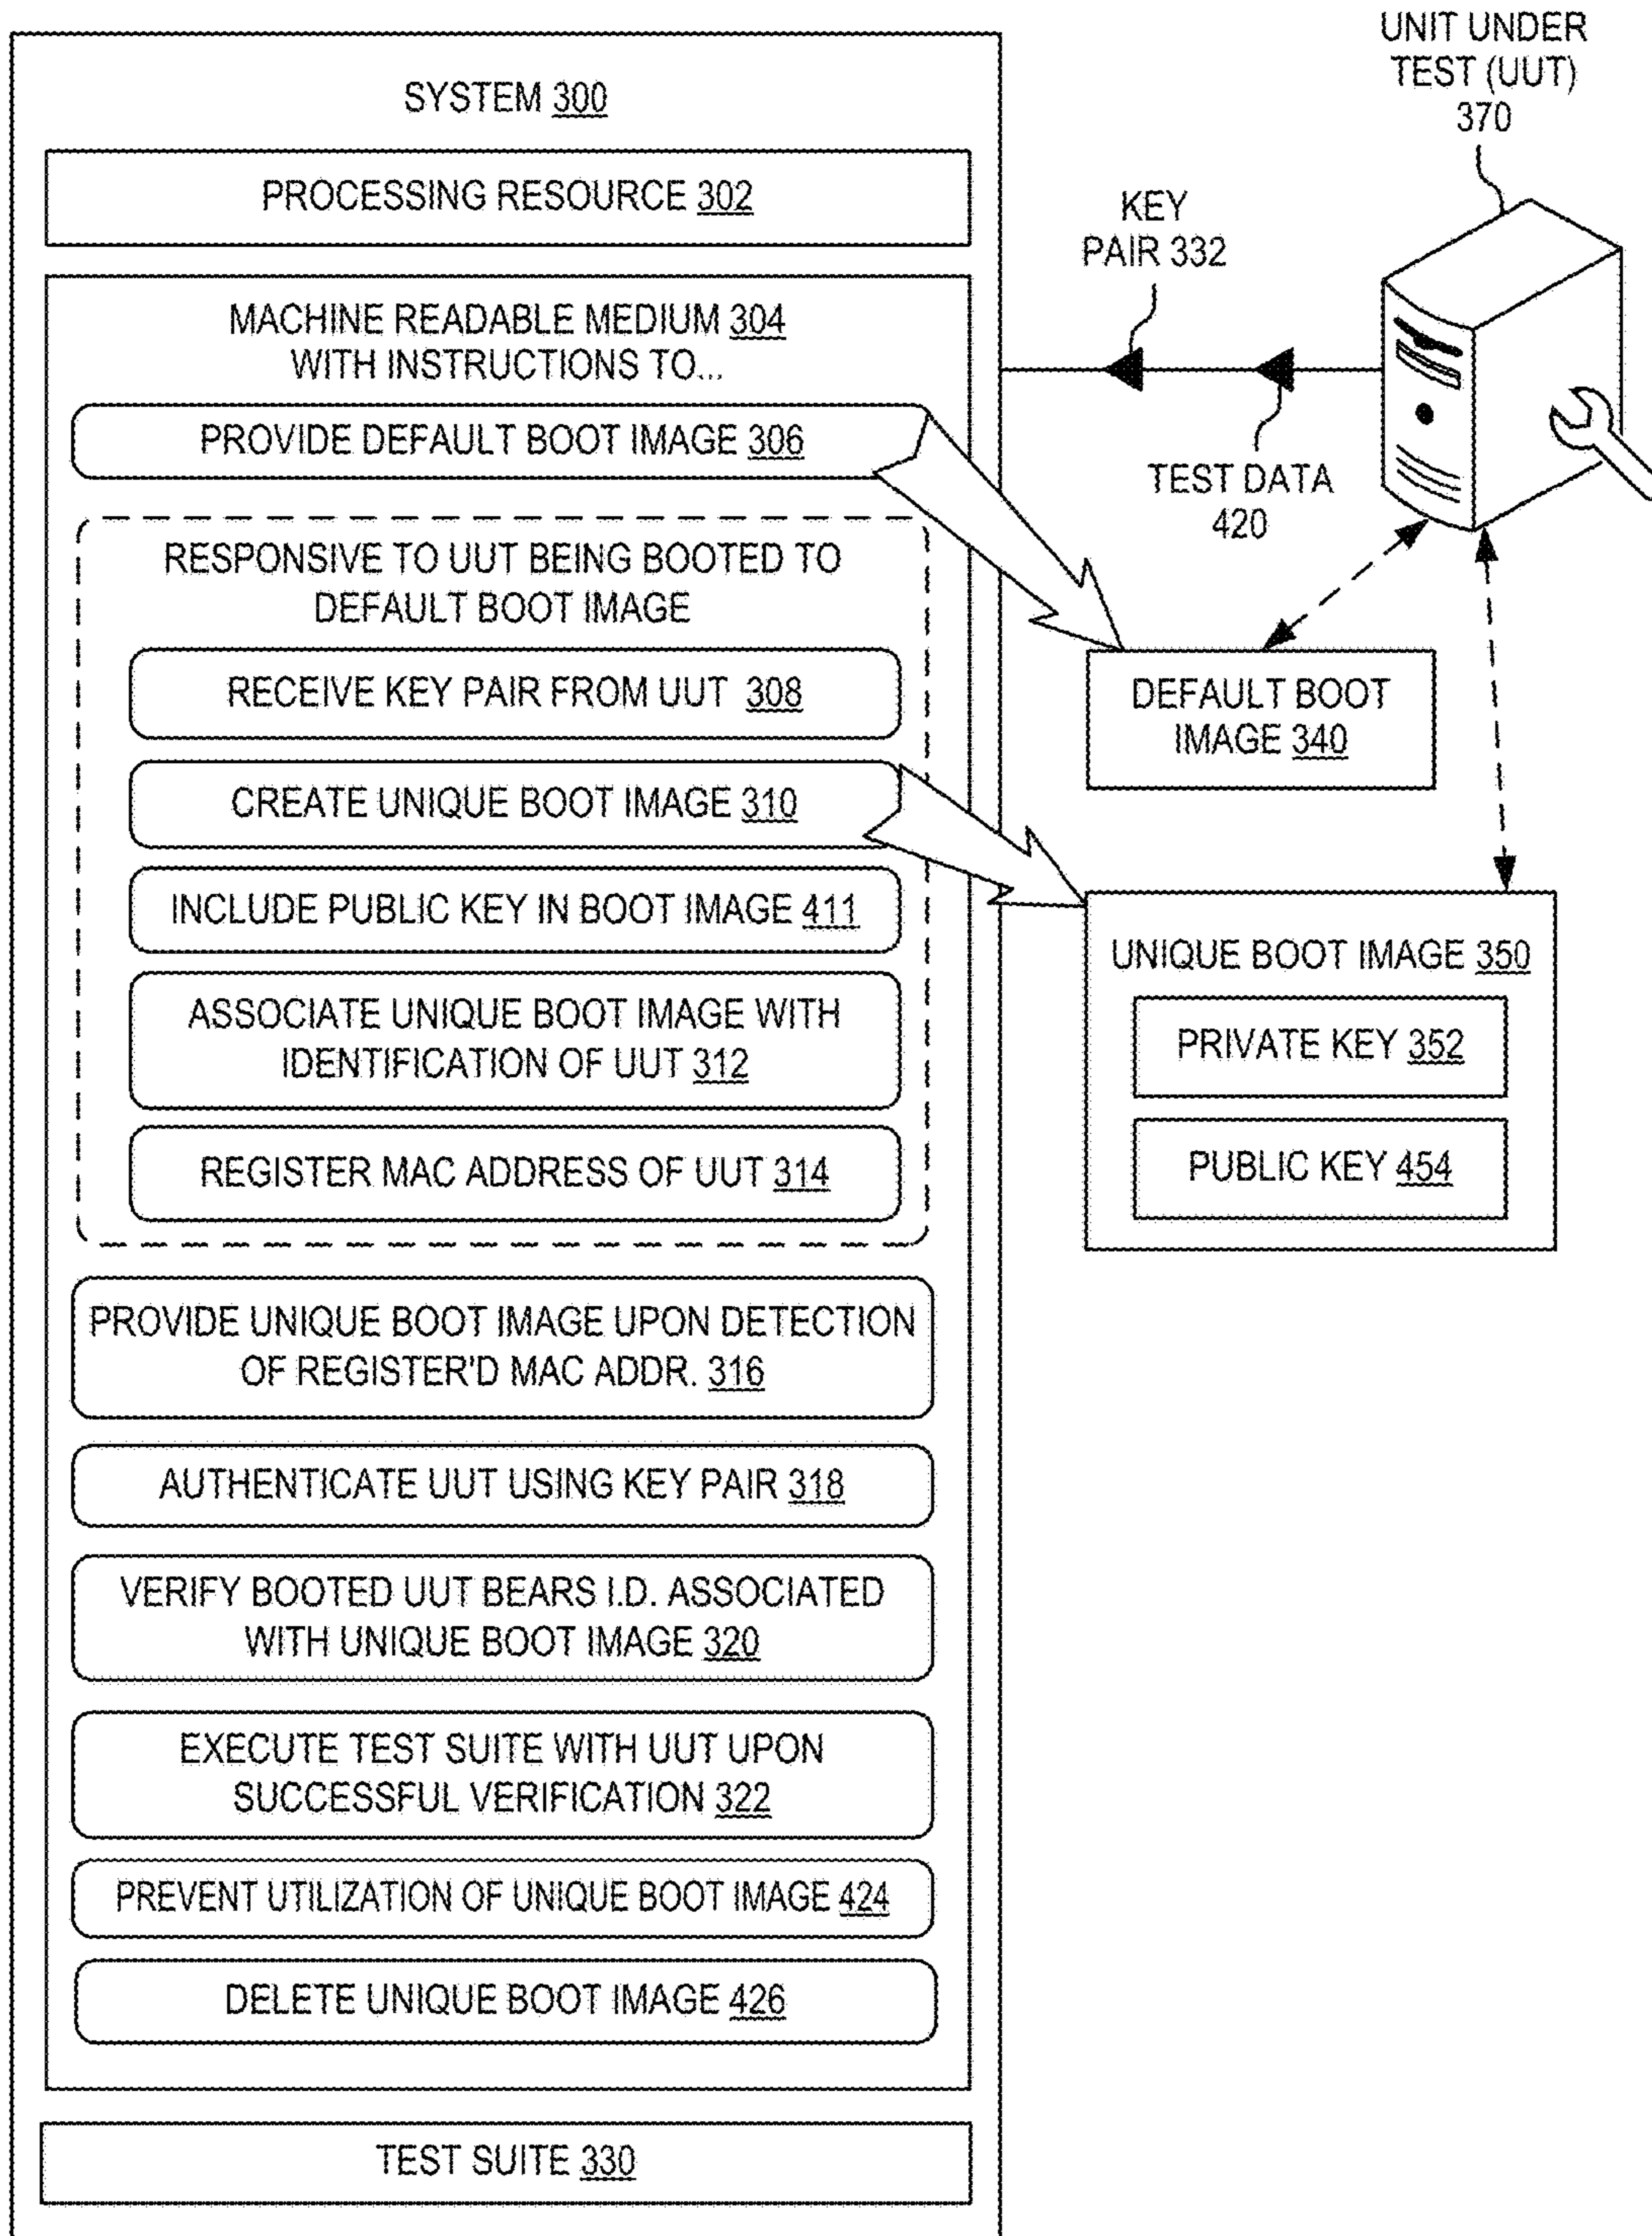 SYSTEM 300
PROCESSING RESOURCE 302
MACHINE READABLE MEDIUM 304
WITH INSTRUCTIONS TO...
PROVIDE DEFAULT BOOT IMAGE 306
RESPONSIVE TO UUT BEING BOOTED TO
DEFAULT BOOT IMAGE
RECEIVE KEY PAIR FROM UUT 308
CREATE UNIQUE BOOT IMAGE 310
INCLUDE PUBLIC KEY IN BOOT IMAGE 411
ASSOCIATE UNIQUE BOOT IMAGE WITH
IDENTIFICATION OF UUT 312
REGISTER MAC ADDRESS OF UUT 314
PROVIDE UNIQUE BOOT IMAGE UPON DETECTION
OF REGISTER'D MAC ADDR. 316
AUTHENTICATE UUT USING KEY PAIR 318
VERIFY BOOTED UUT BEARS I.D. ASSOCIATED
WITH UNIQUE BOOT IMAGE 320
EXECUTE TEST SUITE WITH UUT UPON
SUCCESSFUL VERIFICATION 322
PREVENT UTILIZATION OF UNIQUE BOOT IMAGE 424
DELETE UNIQUE BOOT IMAGE 426
TEST SUITE 330
UNIT UNDER
TEST (UUT)
370
KEY
PAIR 332
TEST DATA
420
DEFAULT BOOT
IMAGE 340
UNIQUE BOOT IMAGE 350
PRIVATE KEY 352
PUBLIC KEY 454